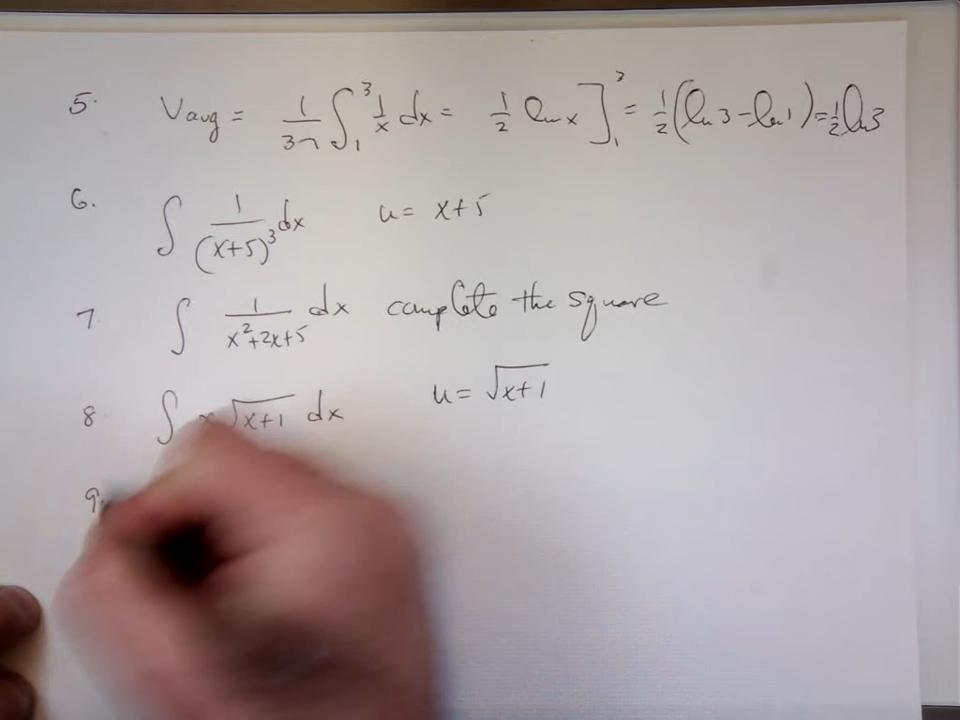 5. Vavg = 1/(3-1) ∫₁³ 1/x dx = 1/2 ln x ]₁³ = 1/2 (ln 3 - ln 1) = 1/2 ln 3
6. ∫ 1/(x+5)³ dx u = x+5
7. ∫ 1/(x²+2x+5) dx complete the square
8 ∫ x √(x+1) dx u = √(x+1)
9.